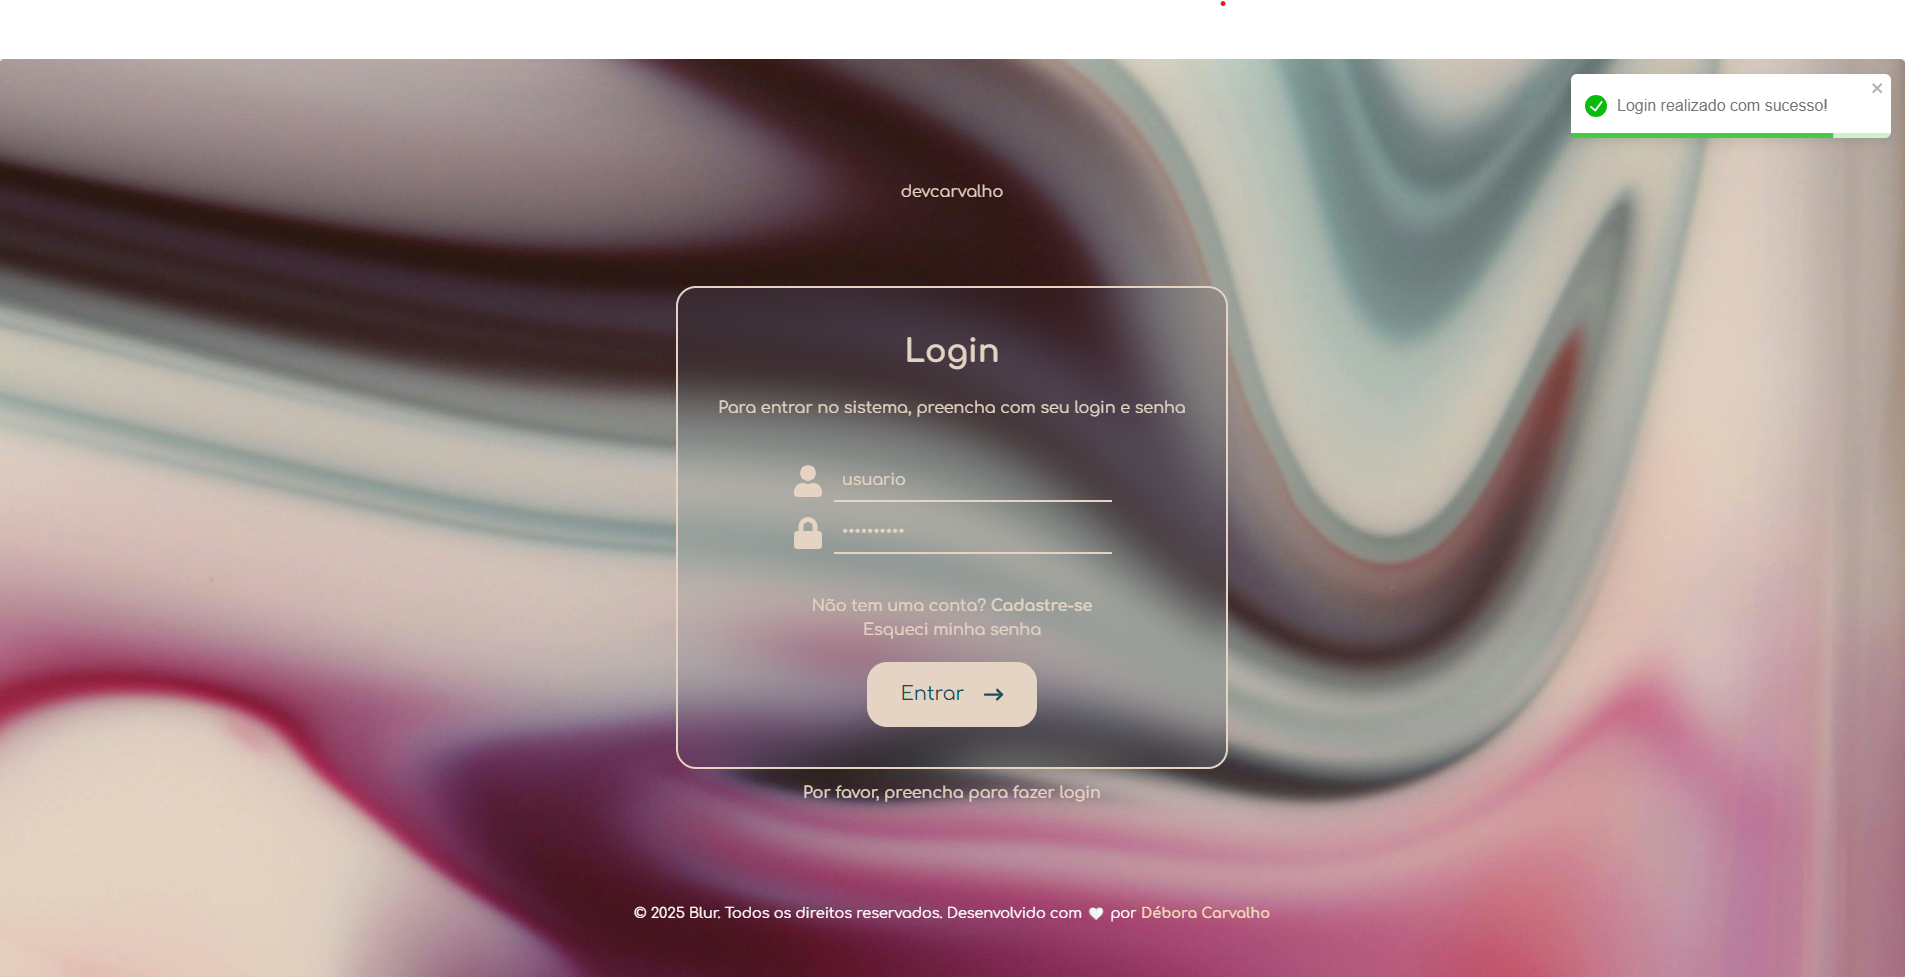 Login realizado com sucesso!
devcarvalho
Login
Para entrar no sistema, preencha com seu login e senha
usuario
••••••••••
Não tem uma conta? Cadastre-se
Esqueci minha senha
Entrar →
Por favor, preencha para fazer login
© 2025 Blur. Todos os direitos reservados. Desenvolvido com ♥ por Débora Carvalho